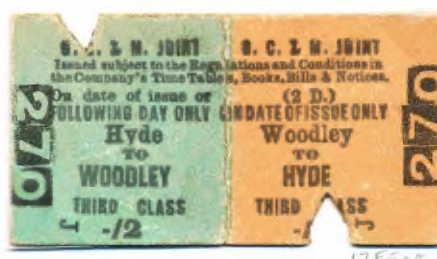 G. C. & M. JOINT G. C. & M. JOINT
Issued subject to the Regulations and Conditions in
the Company's Time Tables, Books, Bills & Notices.
On date of issue or (2 D.)
FOLLOWING DAY ONLY ON DATE OF ISSUE ONLY
Hyde Woodley
TO TO
WOODLEY HYDE
THIRD CLASS THIRD ASS
-/2 -/
270 270